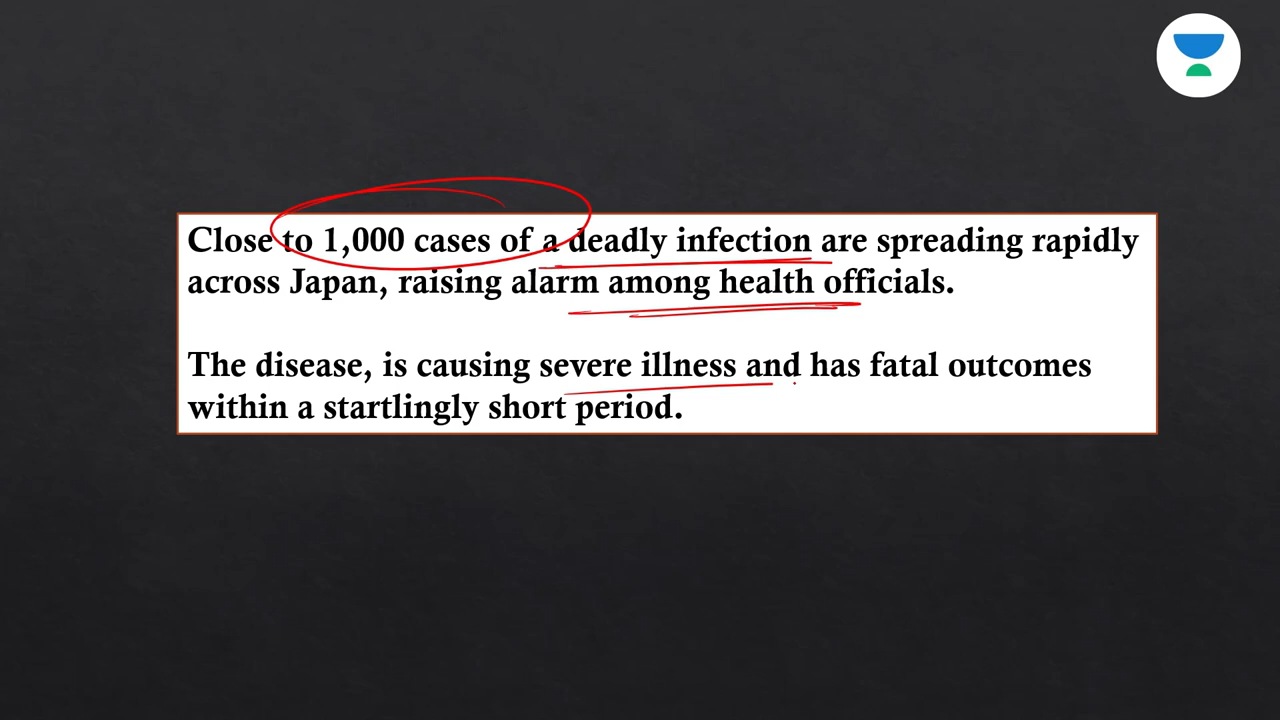 Close to 1,000 cases of a deadly infection are spreading rapidly
across Japan, raising alarm among health officials.
The disease, is causing severe illness and has fatal outcomes
within a startlingly short period.